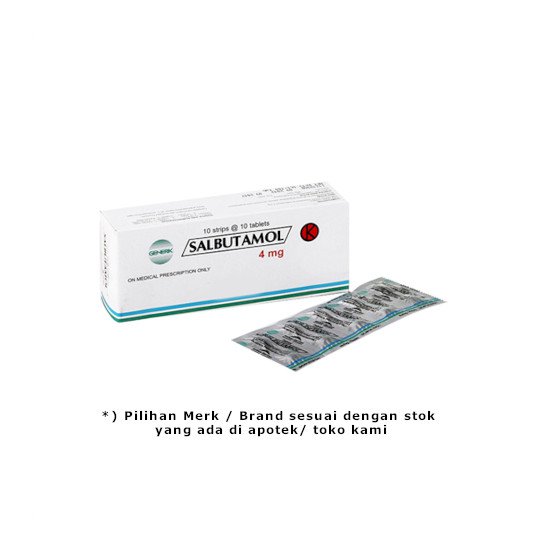 10 strips @ 10 tablets
GENERIK
SALBUTAMOL
K
4 mg
ON MEDICAL PRESCRIPTION ONLY
*) Pilihan Merk / Brand sesuai dengan stok
yang ada di apotek/ toko kami